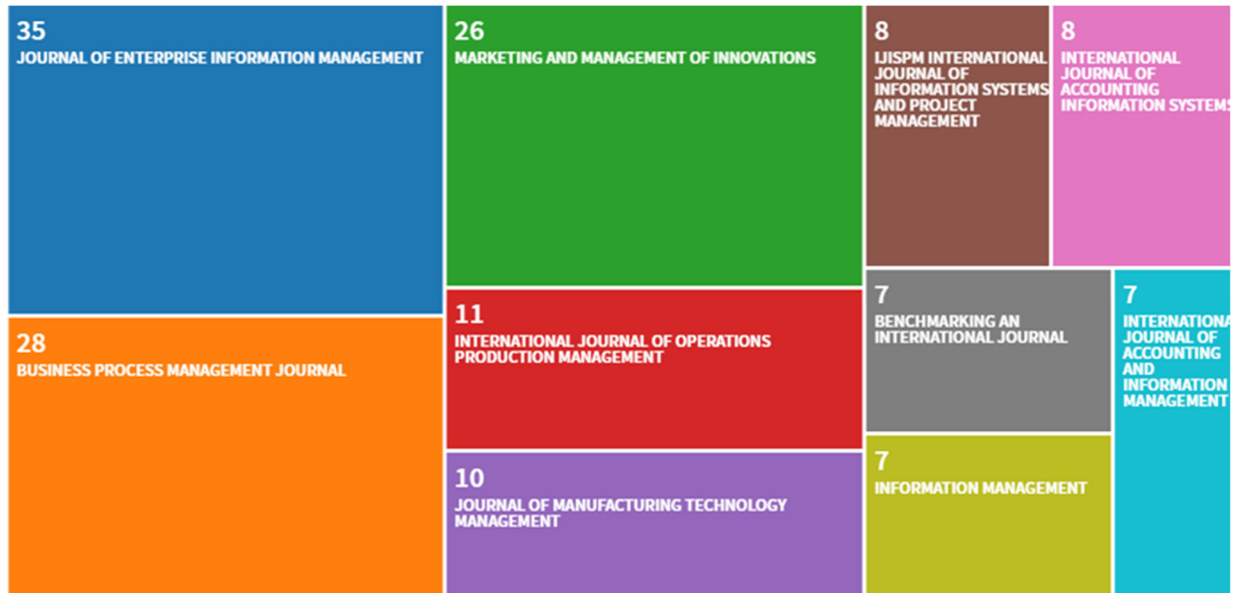 35
JOURNAL OF ENTERPRISE INFORMATION MANAGEMENT
28
BUSINESS PROCESS MANAGEMENT JOURNAL
26
MARKETING AND MANAGEMENT OF INNOVATIONS
11
INTERNATIONAL JOURNAL OF OPERATIONS
PRODUCTION MANAGEMENT
10
JOURNAL OF MANUFACTURING TECHNOLOGY
MANAGEMENT
8
IJISPM INTERNATIONAL
JOURNAL OF
INFORMATION SYSTEMS
AND PROJECT
MANAGEMENT
8
INTERNATIONAL
JOURNAL OF
ACCOUNTING
INFORMATION SYSTEMS
7
BENCHMARKING AN
INTERNATIONAL JOURNAL
7
INFORMATION MANAGEMENT
7
INTERNATIONA
JOURNAL OF
ACCOUNTING
AND
INFORMATION
MANAGEMENT